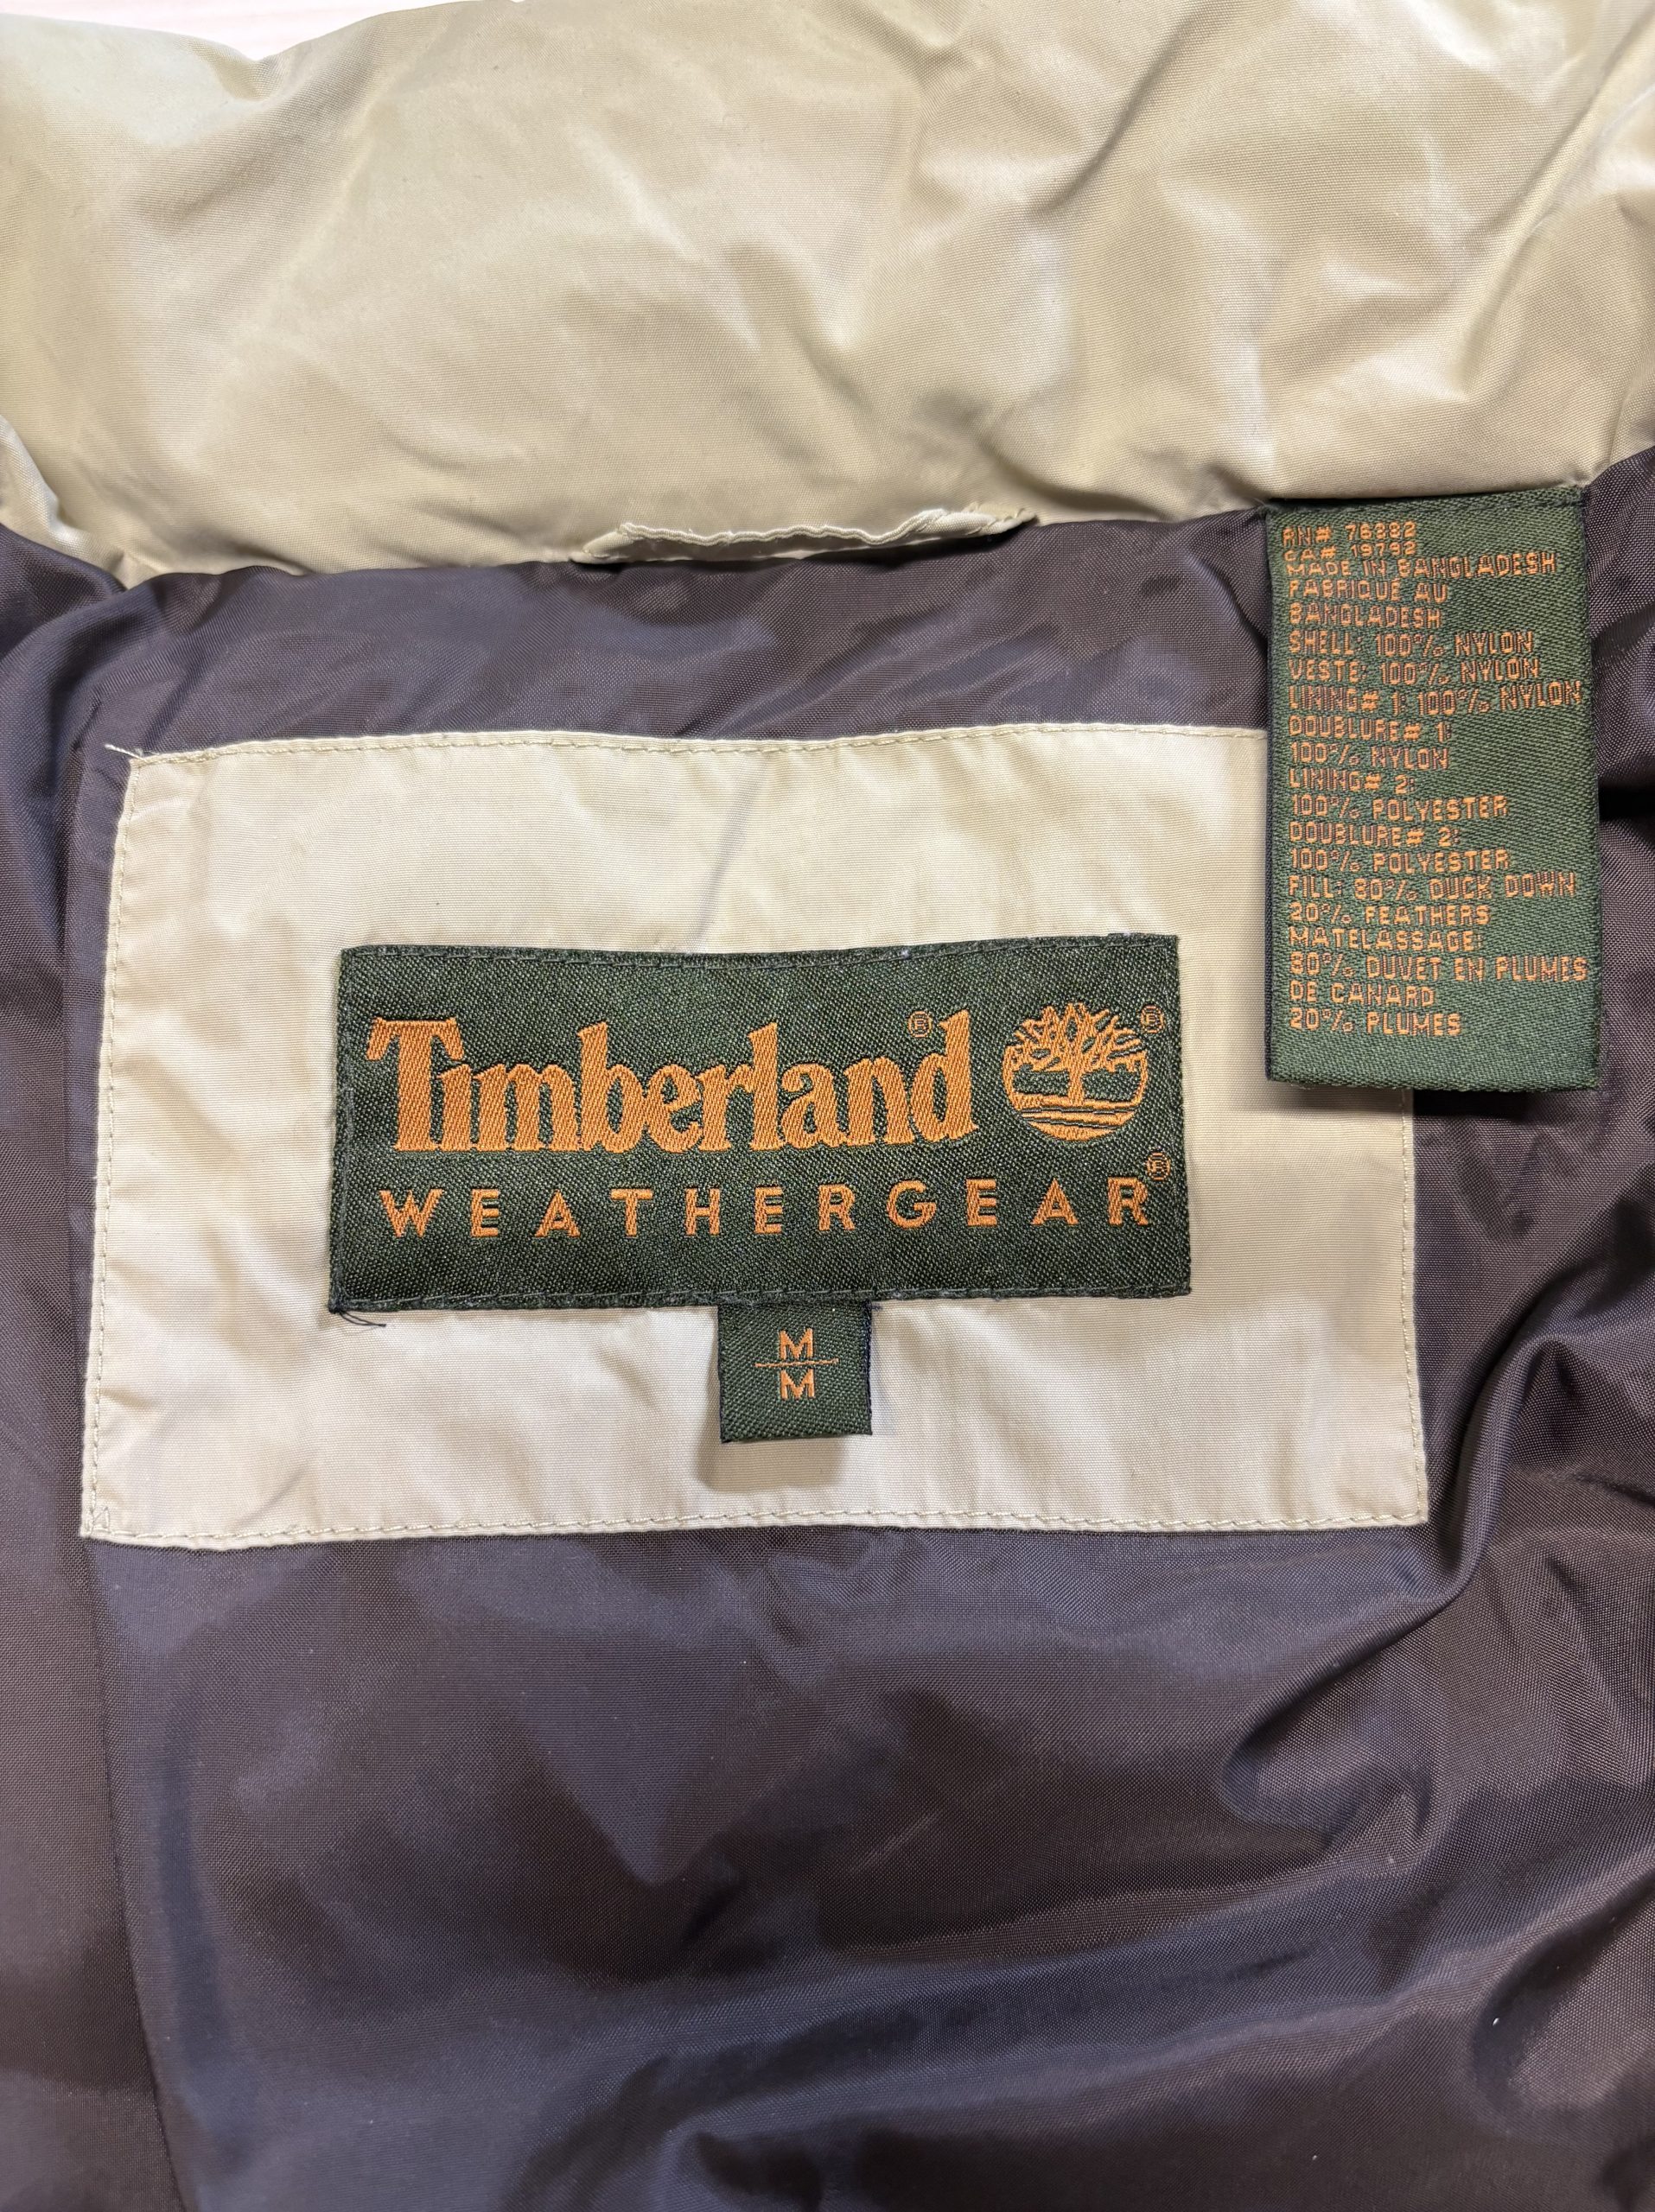 RN# 76382
CA# 19792
MADE IN BANGLADESH
FABRIQUÉ AU
BANGLADESH
SHELL: 100% NYLON
VESTE: 100% NYLON
LINING# 1 100% NYLON
DOUBLURE# 1:
100% NYLON
LINING# 2:
100% POLYESTER
DOUBLURE# 2:
100% POLYESTER
FILL: 80% DUCK DOWN
20% FEATHERS
MATELASSAGE:
80% DUVET EN PLUMES
DE CANARD
20% PLUMES
Timberland®
®
WEATHERGEAR®
M
M